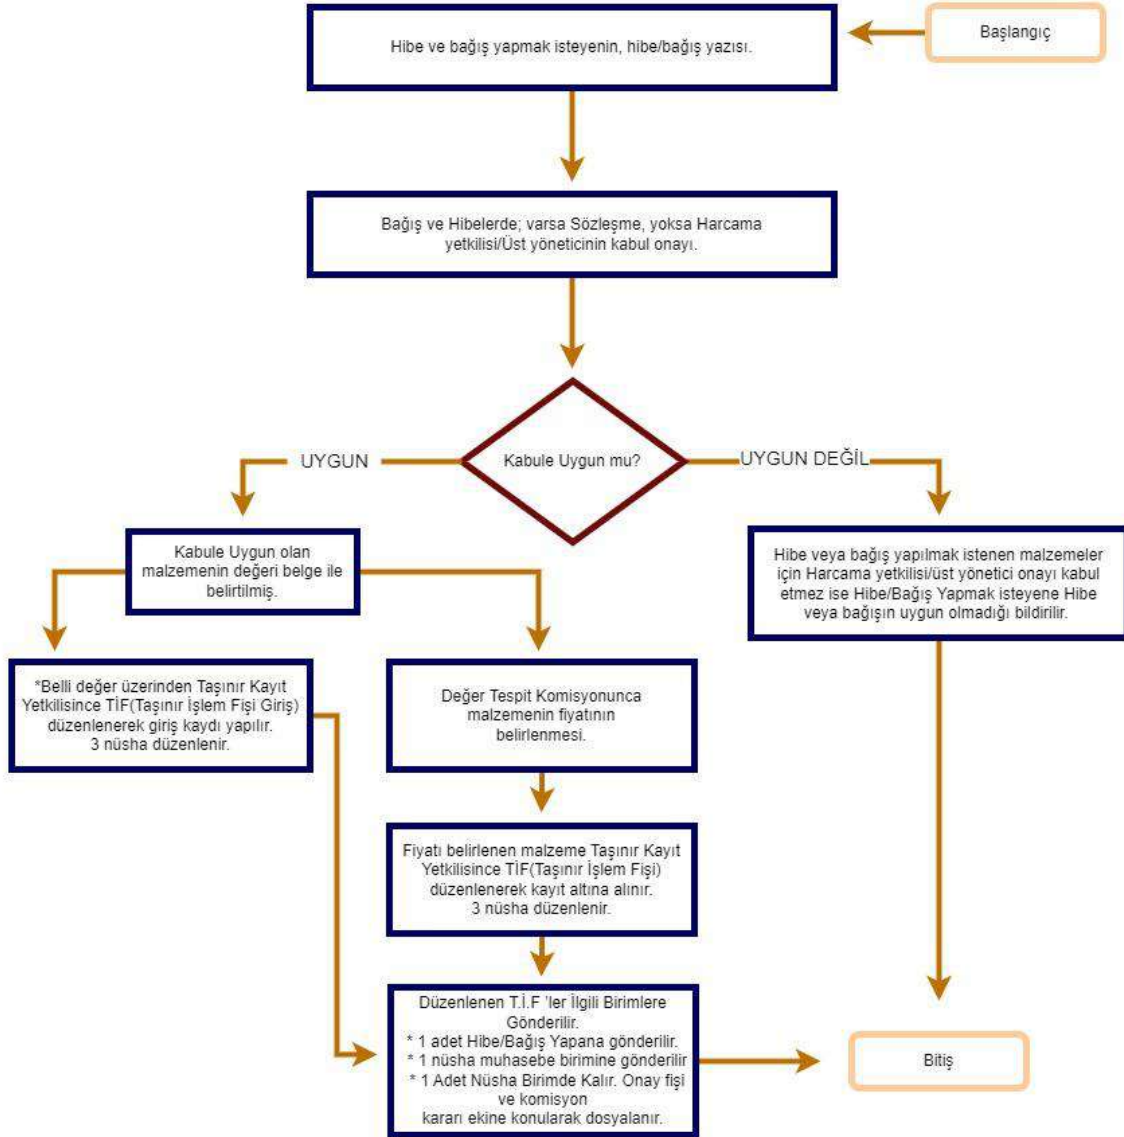 Başlangıç
Hibe ve bağış yapmak isteyenin, hibe/bağış yazısı.
Bağış ve Hibelerde; varsa Sözleşme, yoksa Harcama
yetkilisi/Üst yöneticinin kabul onayı.
Kabule Uygun mu?
UYGUN
UYGUN DEĞİL
Kabule Uygun olan
malzemenin değeri belge ile
belirtilmiş.
Hibe veya bağış yapılmak istenen malzemeler
için Harcama yetkilisi/üst yönetici onayı kabul
etmez ise Hibe/Bağış Yapmak isteyene Hibe
veya bağışın uygun olmadığı bildirilir.
*Belli değer üzerinden Taşınır Kayıt
Yetkilisince TİF(Taşınır İşlem Fişi Giriş)
düzenlenerek giriş kaydı yapılır.
3 nüsha düzenlenir.
Değer Tespit Komisyonunca
malzemenin fiyatının
belirlenmesi.
Fiyatı belirlenen malzeme Taşınır Kayıt
Yetkilisince TİF(Taşınır İşlem Fişi)
düzenlenerek kayıt altına alınır.
3 nüsha düzenlenir.
Düzenlenen T.İ.F 'ler İlgili Birimlere
Gönderilir.
* 1 adet Hibe/Bağış Yapana gönderilir.
* 1 nüsha muhasebe birimine gönderilir
* 1 Adet Nüsha Birimde Kalır. Onay fişi
ve komisyon
kararı ekine konularak dosyalanır.
Bitiş